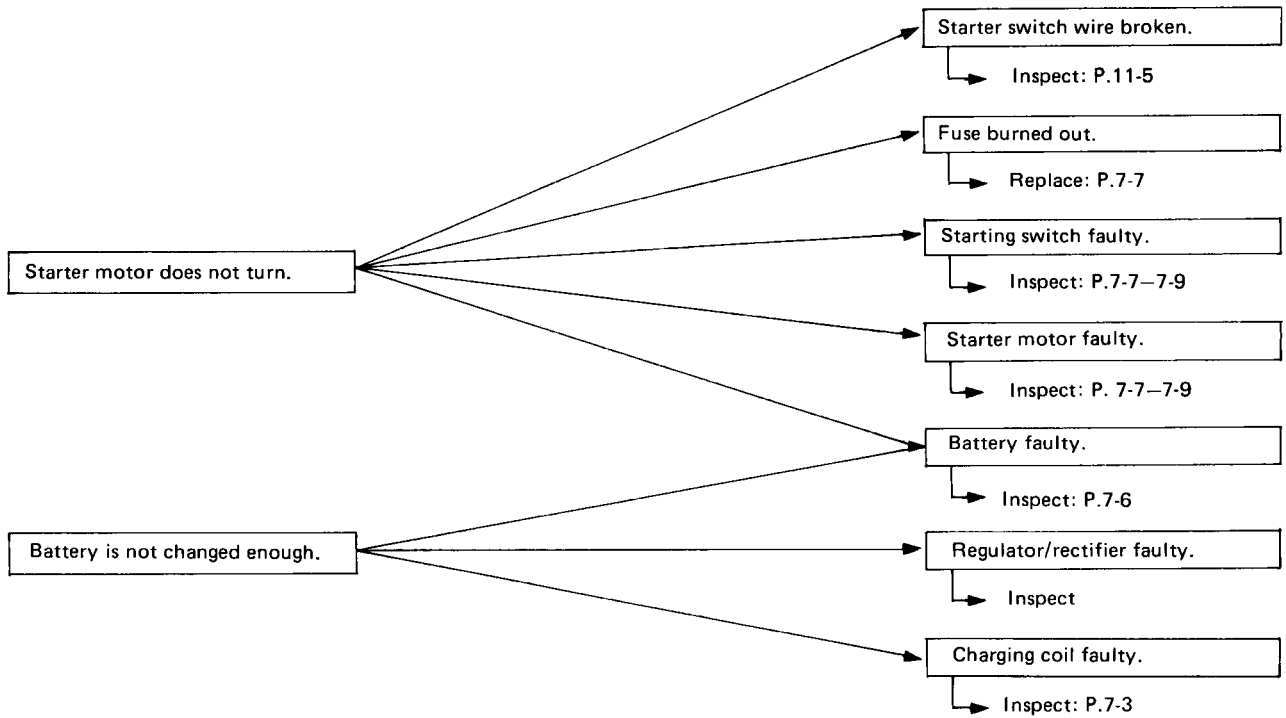 Starter switch wire broken.
Inspect: P.11-5
Fuse burned out.
Replace: P.7-7
Starting switch faulty.
Starter motor does not turn.
Inspect: P.7-7—7-9
Starter motor faulty.
Inspect: P. 7-7—7-9
Battery faulty.
Inspect: P.7-6
Battery is not changed enough.
Regulator/rectifier faulty.
Inspect
Charging coil faulty.
Inspect: P.7-3